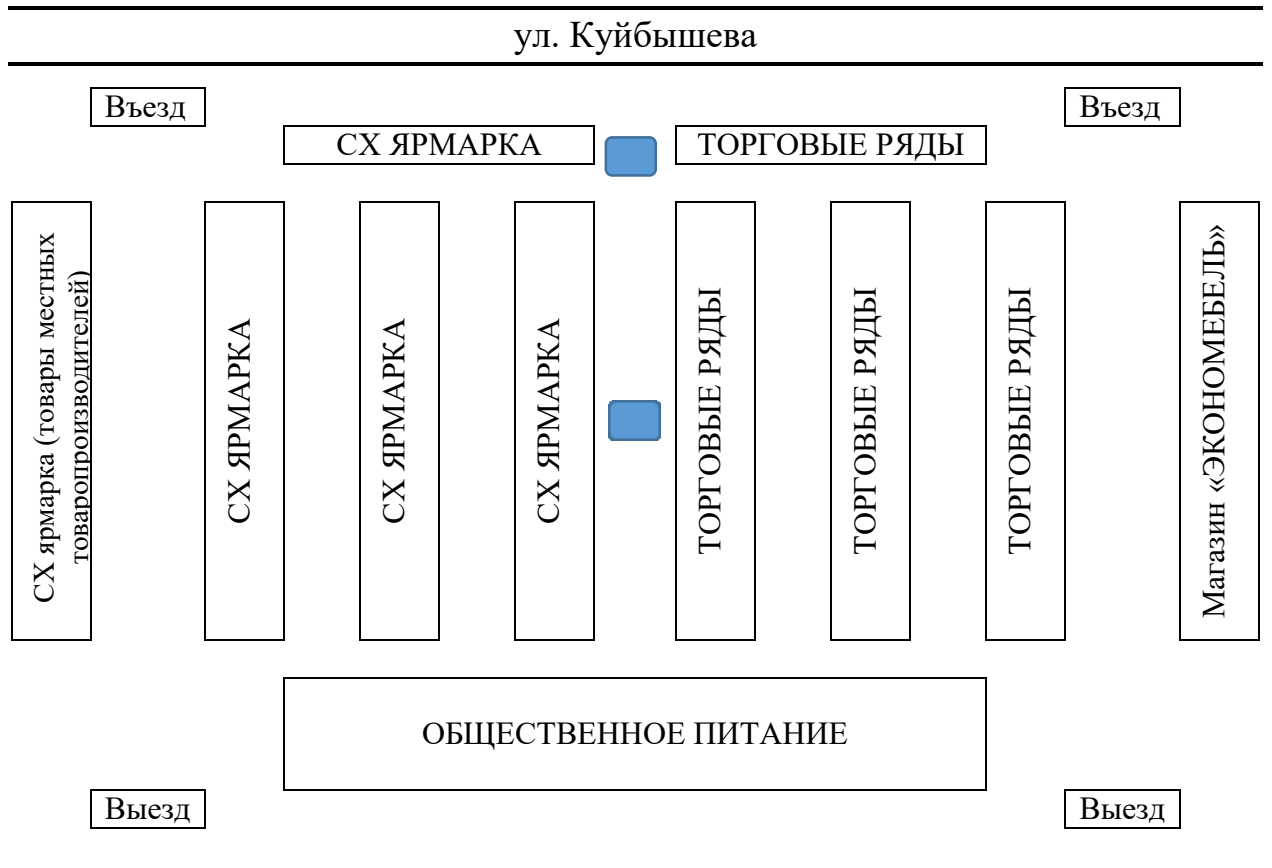 ул. Куйбышева
Въезд
Въезд
СХ ЯРМАРКА
ТОРГОВЫЕ РЯДЫ
СХ ярмарка (товары местных
товаропроизводителей)
СХ ЯРМАРКА
СХ ЯРМАРКА
СХ ЯРМАРКА
ТОРГОВЫЕ РЯДЫ
ТОРГОВЫЕ РЯДЫ
ТОРГОВЫЕ РЯДЫ
Магазин «ЭКОНОМЕБЕЛЬ»
ОБЩЕСТВЕННОЕ ПИТАНИЕ
Выезд
Выезд